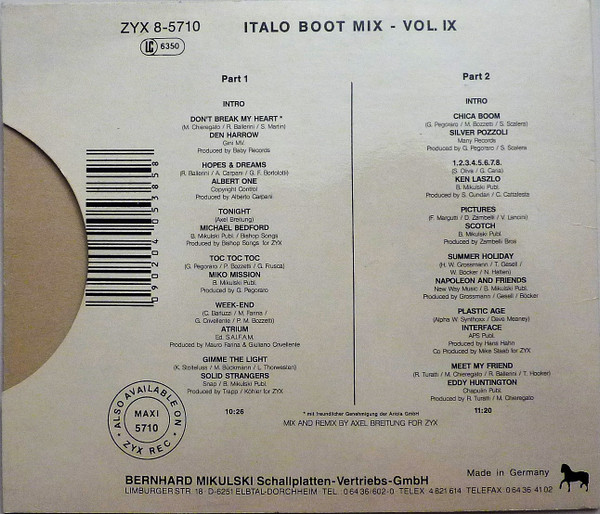 ZYX 8-5710
ITALO BOOT MIX - VOL. IX
LC 6350
Part 1
INTRO
DON'T BREAK MY HEART *
(M. Chieregato / R. Ballerini / S. Merlin)
DEN HARROW
Gini MV.
Produced by Baby Records
HOPES & DREAMS
(R. Ballerini / A. Carpani / G. F. Bortolotti)
ALBERT ONE
Copyright Control
Produced by Alberto Carpani
TONIGHT
(Axel Breitung)
MICHAEL BEDFORD
B. Mikulski Publ. / Bishop Songs
Produced by Bishop Songs for ZYX
TOC TOC TOC
(G. Pegoraro / P. Bozzetti / G. Frusca)
MIKO MISSION
B. Mikulski Publ.
Produced by G. Pegoraro
WEEK-END
(C. Barluzzi / M. Farina /
G. Crivellente / P. M. Bozzetti)
ATRIUM
Ed. S.A.I.F.A.M.
Produced by Mauro Farina & Giuliano Crivellente
GIMME THE LIGHT
(K. Stoltefuss / M. Bückmann / L. Thorwesten)
SOLID STRANGERS
Snap / B. Mikulski Publ.
Produced by Trapp / Köhler for ZYX
10:26
Part 2
INTRO
CHICA BOOM
(G. Pegoraro / M. Bozzetti / S. Scalera)
SILVER POZZOLI
Many Records
Produced by G. Pegoraro / S. Scalera
1.2.3.4.5.6.7.8.
(S. Oliva / G. Caria)
KEN LASZLO
B. Mikulski Publ.
Produced by S. Cundari / C. Cattafesta
PICTURES
(F. Margutti / D. Zambelli / V. Lancini)
SCOTCH
B. Mikulski Publ.
Produced by Zambelli Bros
SUMMER HOLIDAY
(H. W. Grossmann / T. Gesell /
W. Böcker / N. Hefieri)
NAPOLEON AND FRIENDS
New Way Music / B. Mikulski Publ.
Produced by Grossmann / Gesell / Böcker
PLASTIC AGE
(Alpha W. Synthoxx / Dave Meaney)
INTERFACE
APS Publ.
Produced by Hans Hahn
Co Produced by Mike Staab for ZYX
MEET MY FRIEND
(R. Turatti / M. Chieregato / R. Ballerini / T. Hooker)
EDDY HUNTINGTON
Chapulin Publ.
Produced by R. Turatti / M. Chieregato
11:20
* mit freundlicher Genehmigung der Ariola GmbH
MIX AND REMIX BY AXEL BREITUNG FOR ZYX
ALSO AVAILABLE ON
MAXI
5710
ZYX REC
BERNHARD MIKULSKI Schallplatten-Vertriebs-GmbH
LIMBURGER STR. 18 D-6251 ELBTAL-DORCHHEIM TEL. 0 64 36/602-0 TELEX 4 821 614 TELEFAX 0 64 36 41 02
Made in Germany